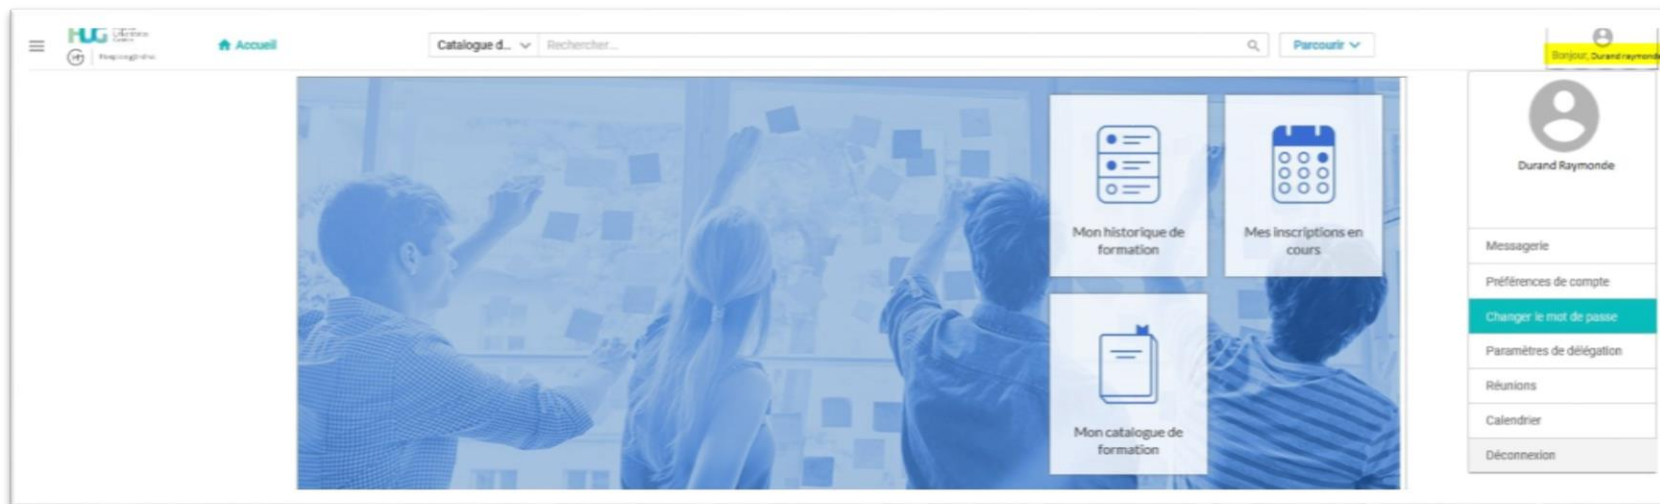 HUG
Accueil
Catalogue d...
Rechercher...
Parcourir
Bonjour, Durand raymonde
Durand Raymonde
Mon historique de
formation
Mes inscriptions en
cours
Messagerie
Préférences de compte
Changer le mot de passe
Paramètres de délégation
Réunions
Calendrier
Déconnexion
Mon catalogue de
formation